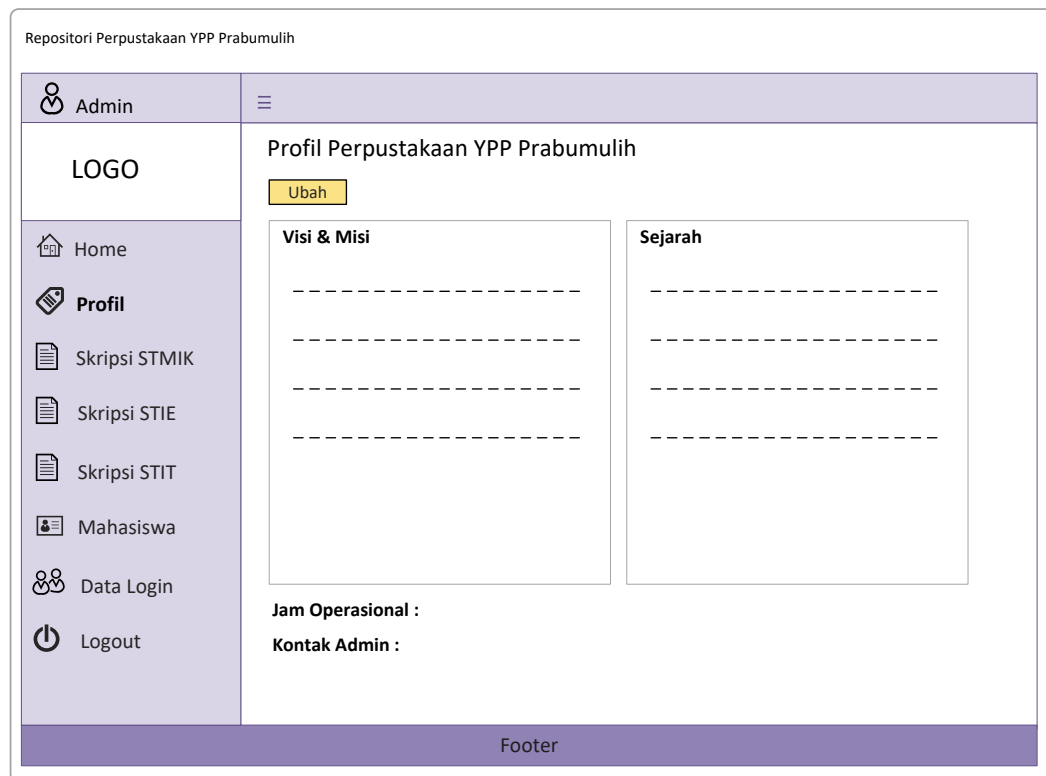 Repositori Perpustakaan YPP Prabumulih
Admin
LOGO
Home
Profil
Skripsi STMIK
Skripsi STIE
Skripsi STIT
Mahasiswa
Data Login
Logout
Profil Perpustakaan YPP Prabumulih
Ubah
Visi & Misi
Sejarah
Jam Operasional :
Kontak Admin :
Footer